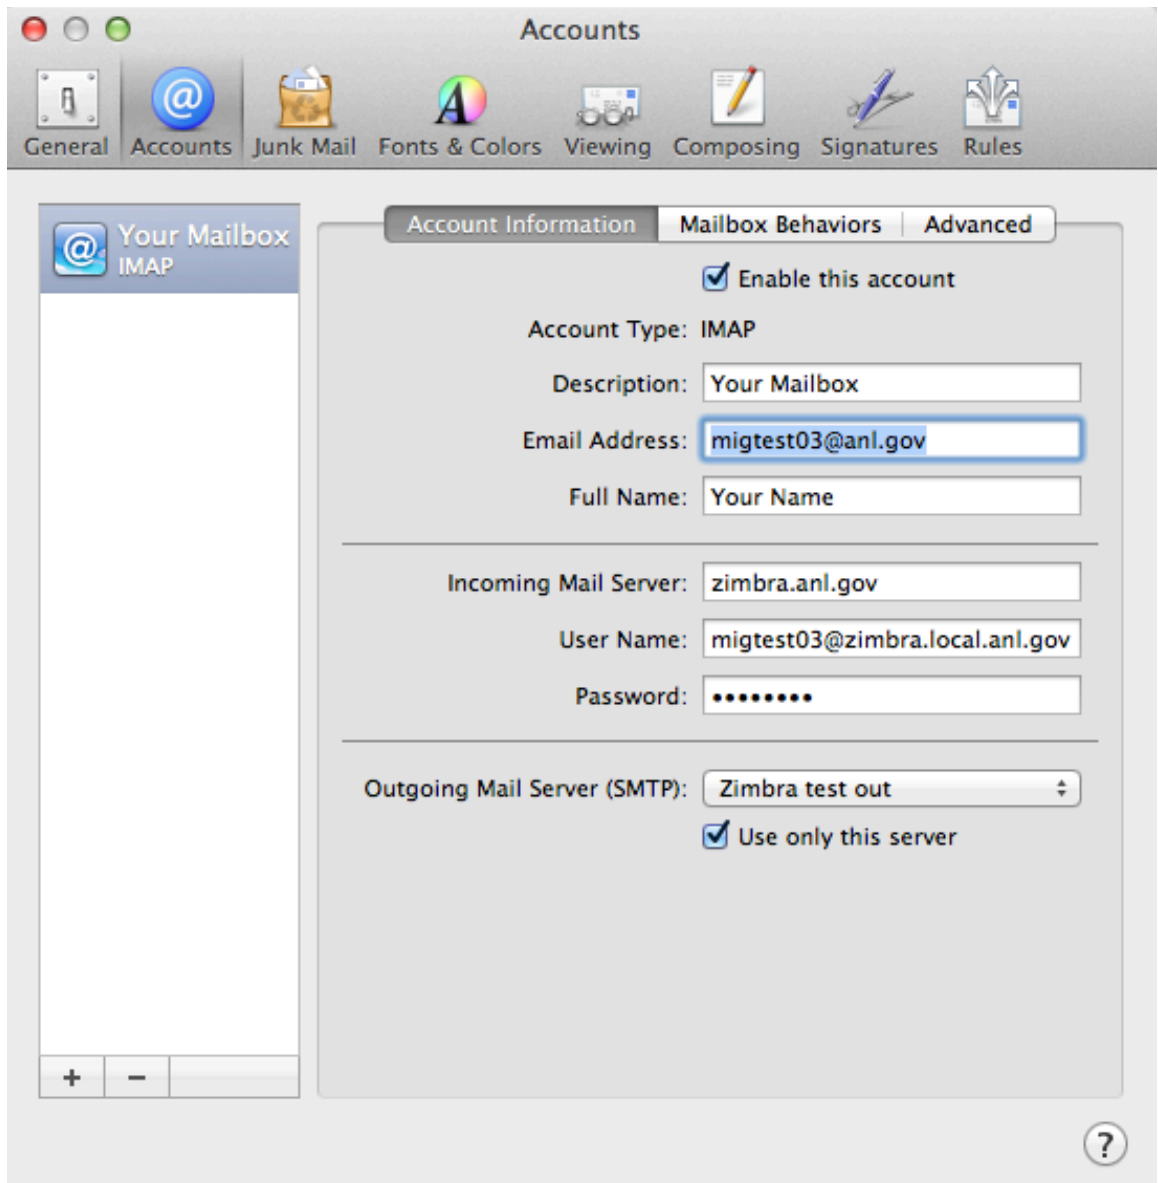 Accounts
General Accounts Junk Mail Fonts & Colors Viewing Composing Signatures Rules
Your Mailbox
IMAP
Account Information Mailbox Behaviors Advanced
Enable this account
Account Type: IMAP
Description: Your Mailbox
Email Address: migtest03@anl.gov
Full Name: Your Name
Incoming Mail Server: zimbra.anl.gov
User Name: migtest03@zimbra.local.anl.gov
Password: ••••••••
Outgoing Mail Server (SMTP): Zimbra test out
Use only this server
+ −
?